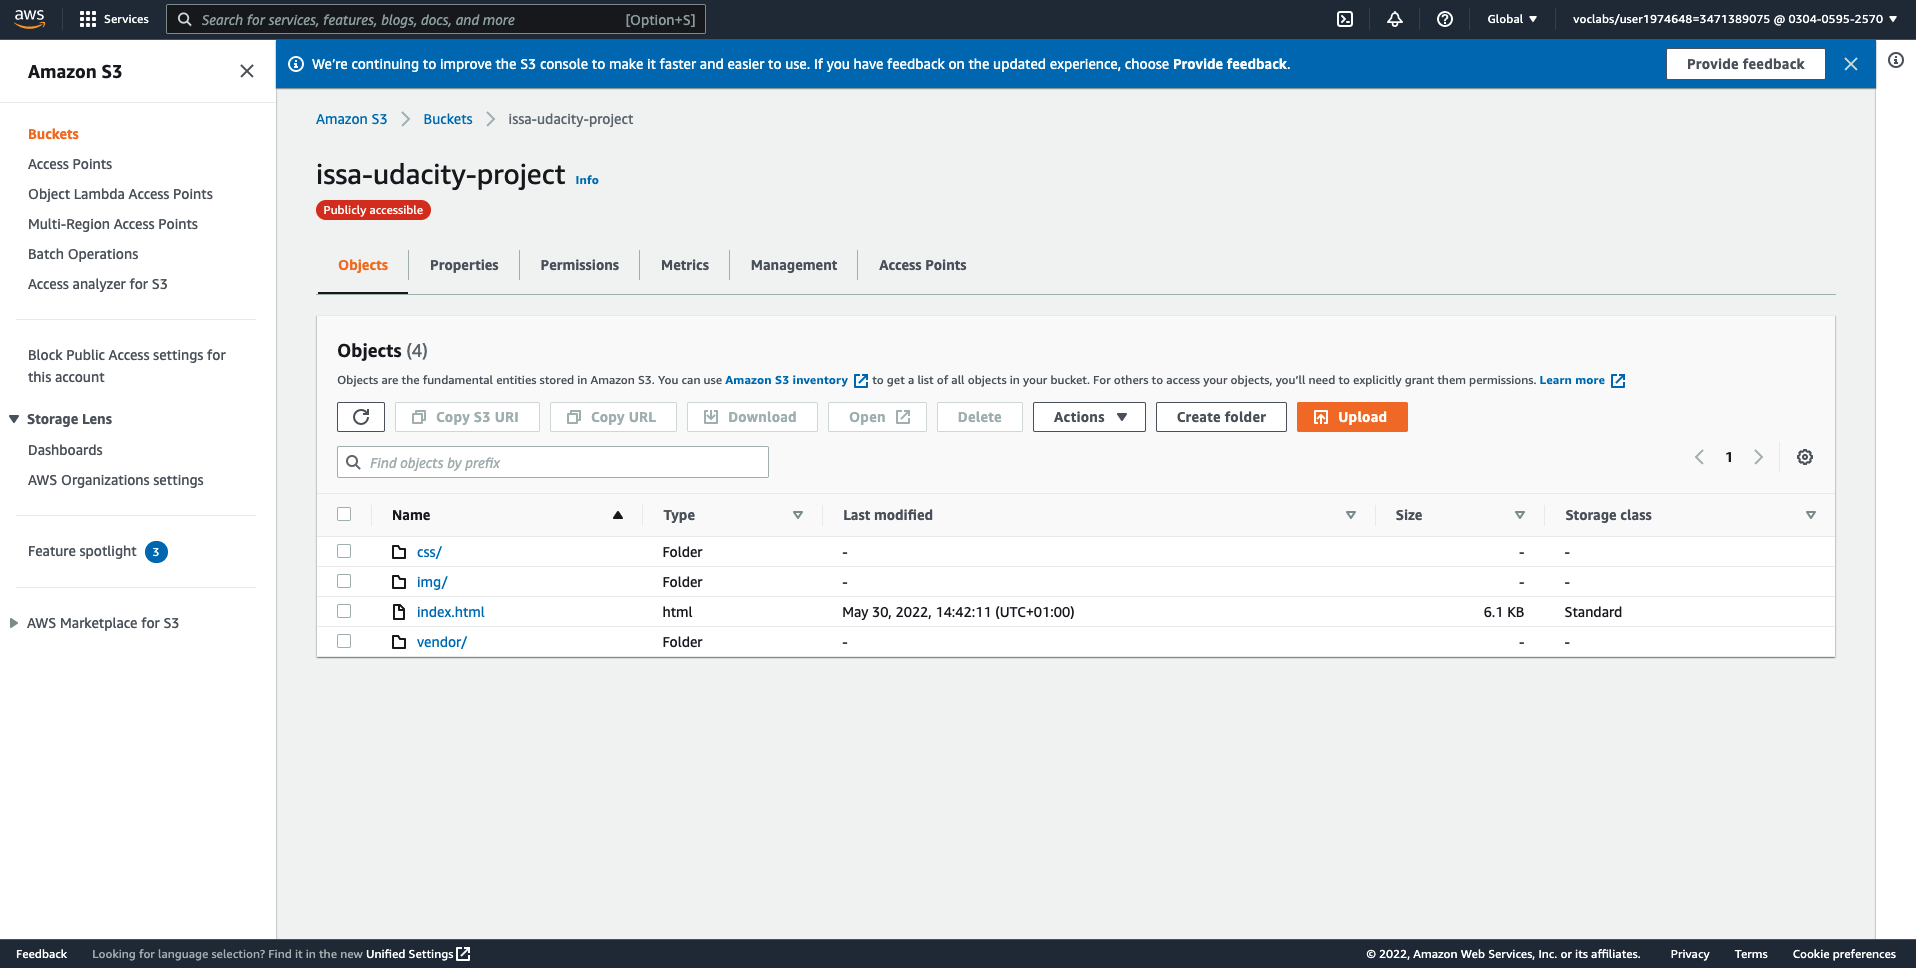 aws Services Search for services, features, blogs, docs, and more [Option+S] Global voclabs/user1974648=3471389075 @ 0304-0595-2570
Amazon S3
Buckets
Access Points
Object Lambda Access Points
Multi-Region Access Points
Batch Operations
Access analyzer for S3
Block Public Access settings for
this account
Storage Lens
Dashboards
AWS Organizations settings
Feature spotlight 3
AWS Marketplace for S3
We're continuing to improve the S3 console to make it faster and easier to use. If you have feedback on the updated experience, choose Provide feedback. Provide feedback
Amazon S3 Buckets issa-udacity-project
issa-udacity-project Info
Publicly accessible
Objects Properties Permissions Metrics Management Access Points
Objects (4)
Objects are the fundamental entities stored in Amazon S3. You can use Amazon S3 inventory to get a list of all objects in your bucket. For others to access your objects, you'll need to explicitly grant them permissions. Learn more
Copy S3 URI Copy URL Download Open Delete Actions Create folder Upload
Find objects by prefix 1
Name Type Last modified Size Storage class
css/ Folder - - -
img/ Folder - - -
index.html html May 30, 2022, 14:42:11 (UTC+01:00) 6.1 KB Standard
vendor/ Folder - - -
Feedback Looking for language selection? Find it in the new Unified Settings © 2022, Amazon Web Services, Inc. or its affiliates. Privacy Terms Cookie preferences